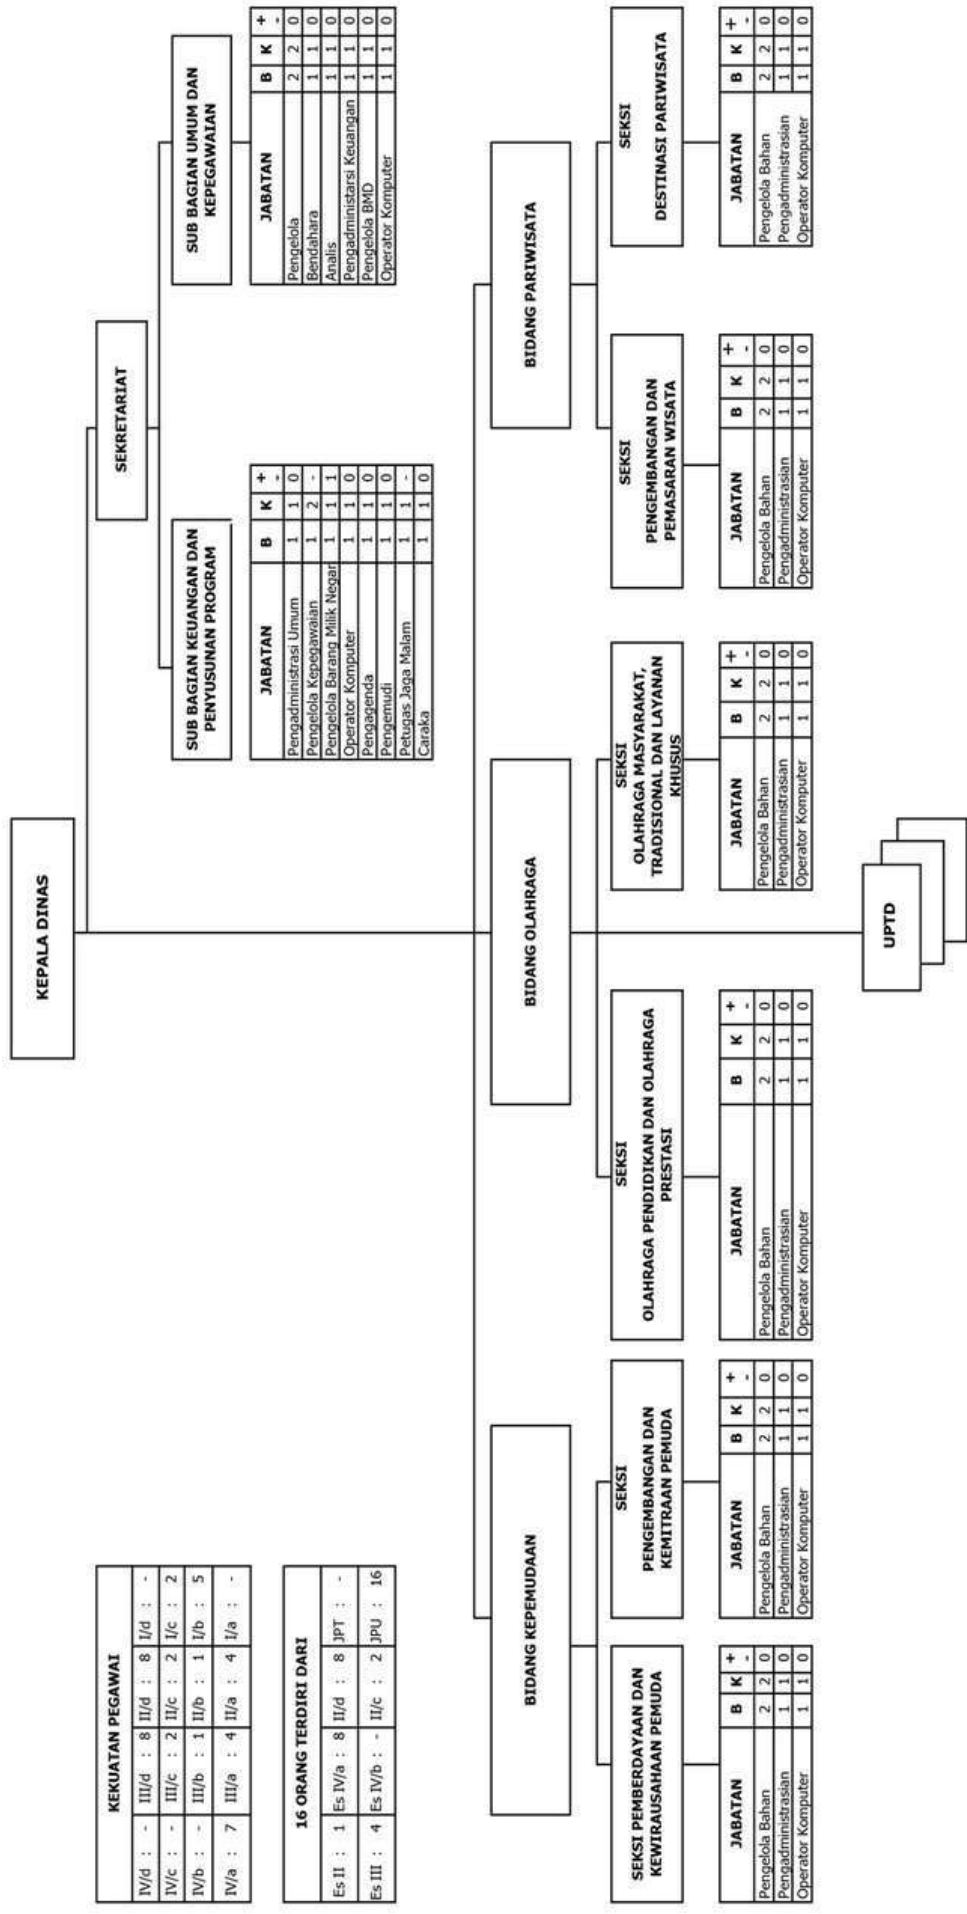 KEPALA DINAS
SEKRETARIAT
KEKUATAN PEGAWAI
IV/d : - III/d : 8 II/d : 8 I/d : -
IV/c : - III/c : 2 II/c : 2 I/c : 2
IV/b : - III/b : 1 II/b : 1 I/b : 5
IV/a : 7 III/a : 4 II/a : 4 I/a : -
16 ORANG TERDIRI DARI
Es II : 1 Es IV/a : 8 II/d : 8 JPT : -
Es III : 4 Es IV/b : - II/c : 2 JPU : 16
SUB BAGIAN KEUANGAN DAN
PENYUSUNAN PROGRAM
JABATAN B K + -
Pengadministrasi Umum 1 1 0
Pengelola Kepegawaian 1 2 -
Pengelola Barang Milik Negar 1 1 1
Operator Komputer 1 1 0
Pengagenda 1 1 0
Pengemudi 1 1 0
Petugas Jaga Malam 1 1 -
Caraka 1 1 0
SUB BAGIAN UMUM DAN
KEPEGAWAIAN
JABATAN B K + -
Pengelola 2 2 0
Bendahara 1 1 0
Analis 1 1 0
Pengadministarsi Keuangan 1 1 0
Pengelola BMD 1 1 0
Operator Komputer 1 1 0
BIDANG KEPEMUDAAN
SEKSI PEMBERDAYAAN DAN
KEWIRAUSAHAAN PEMUDA
JABATAN B K + -
Pengelola Bahan 2 2 0
Pengadministrasian 1 1 0
Operator Komputer 1 1 0
SEKSI
PENGEMBANGAN DAN
KEMITRAAN PEMUDA
JABATAN B K + -
Pengelola Bahan 2 2 0
Pengadministrasian 1 1 0
Operator Komputer 1 1 0
BIDANG OLAHRAGA
SEKSI
OLAHRAGA PENDIDIKAN DAN OLAHRAGA
PRESTASI
JABATAN B K + -
Pengelola Bahan 2 2 0
Pengadministrasian 1 1 0
Operator Komputer 1 1 0
SEKSI
OLAHRAGA MASYARAKAT,
TRADISIONAL DAN LAYANAN
KHUSUS
JABATAN B K + -
Pengelola Bahan 2 2 0
Pengadministrasian 1 1 0
Operator Komputer 1 1 0
BIDANG PARIWISATA
SEKSI
PENGEMBANGAN DAN
PEMASARAN WISATA
JABATAN B K + -
Pengelola Bahan 2 2 0
Pengadministrasian 1 1 0
Operator Komputer 1 1 0
SEKSI
DESTINASI PARIWISATA
JABATAN B K + -
Pengelola Bahan 2 2 0
Pengadministrasian 1 1 0
Operator Komputer 1 1 0
UPTD